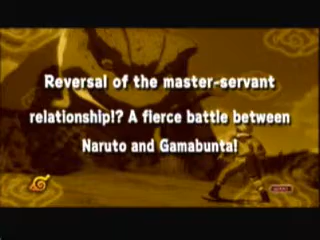 Reversal of the master-servant
relationship!? A fierce battle between
Naruto and Gamabunta!